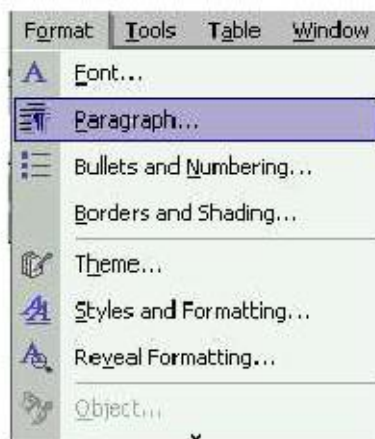 Format Tools Table Window
Font...
Paragraph...
Bullets and Numbering...
Borders and Shading...
Theme...
Styles and Formatting...
Reveal Formatting...
Object...